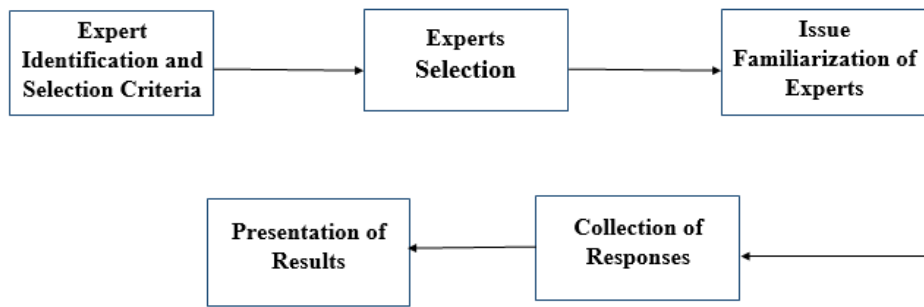 Expert
Identification and
Selection Criteria
Experts
Selection
Issue
Familiarization of
Experts
Collection of
Responses
Presentation of
Results